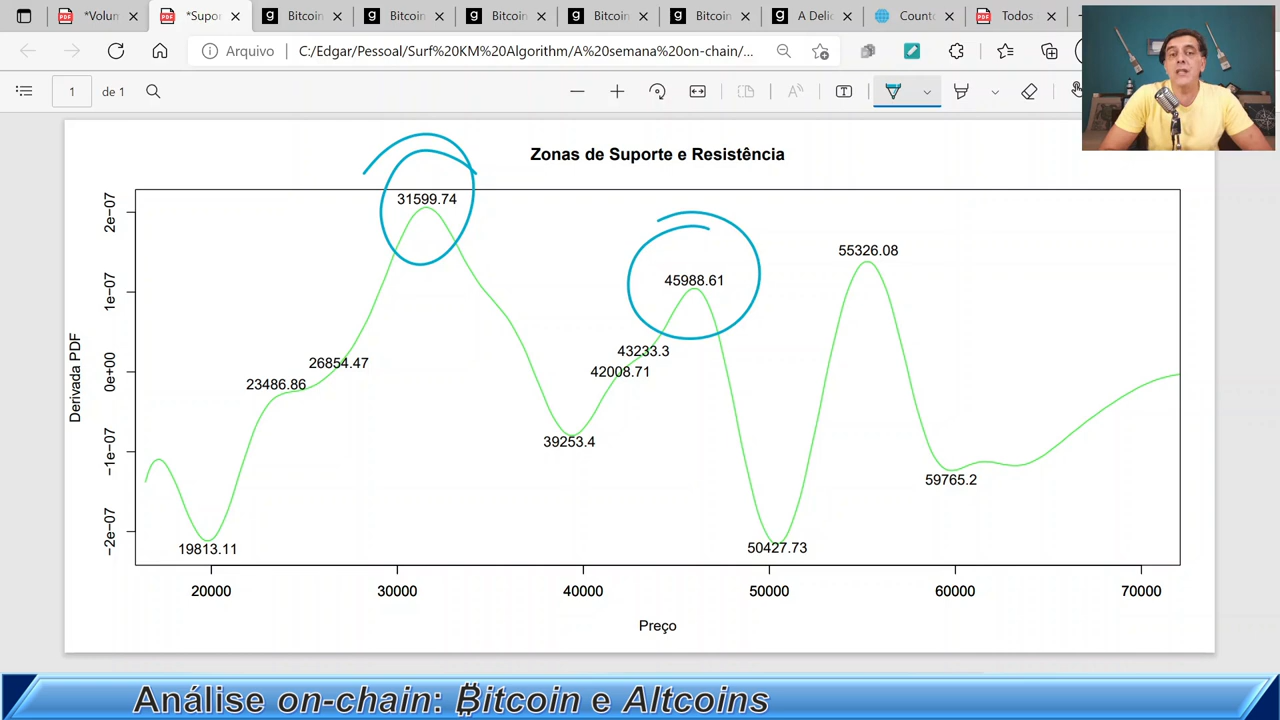 *Volun
*Supor
Bitcoin
Bitcoin
Bitcoin
Bitcoin
Bitcoin
A Delic
Counto
Todos
Arquivo C:/Edgar/Pessoal/Surf%20KM%20Algorithm/A%20semana%20on-chain/...
1 de 1
Zonas de Suporte e Resistência
31599.74
55326.08
45988.61
43233.3
26854.47
42008.71
23486.86
39253.4
59765.2
50427.73
19813.11
Derivada PDF
2e-07
1e-07
0e+00
-1e-07
-2e-07
20000 30000 40000 50000 60000 70000
Preço
Análise on-chain: ₿itcoin e Altcoins